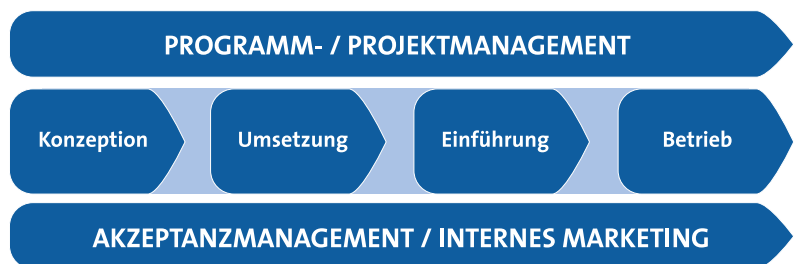 PROGRAMM- / PROJEKTMANAGEMENT
Konzeption
Umsetzung
Einführung
Betrieb
AKZEPTANZMANAGEMENT / INTERNES MARKETING